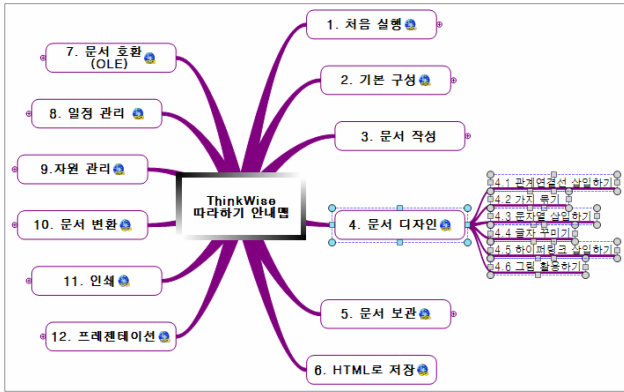 ThinkWise
따라하기 안내맵
1. 처음 실행
2. 기본 구성
3. 문서 작성
4. 문서 디자인
4.1 관계연결선 삽입하기
4.2 가지 묶기
4.3 문자열 삽입하기
4.4 글자 꾸미기
4.5 하이퍼링크 삽입하기
4.6 그림 활용하기
5. 문서 보관
6. HTML로 저장
7. 문서 호환
(OLE)
8. 일정 관리
9.자원 관리
10. 문서 변환
11. 인쇄
12. 프레젠테이션